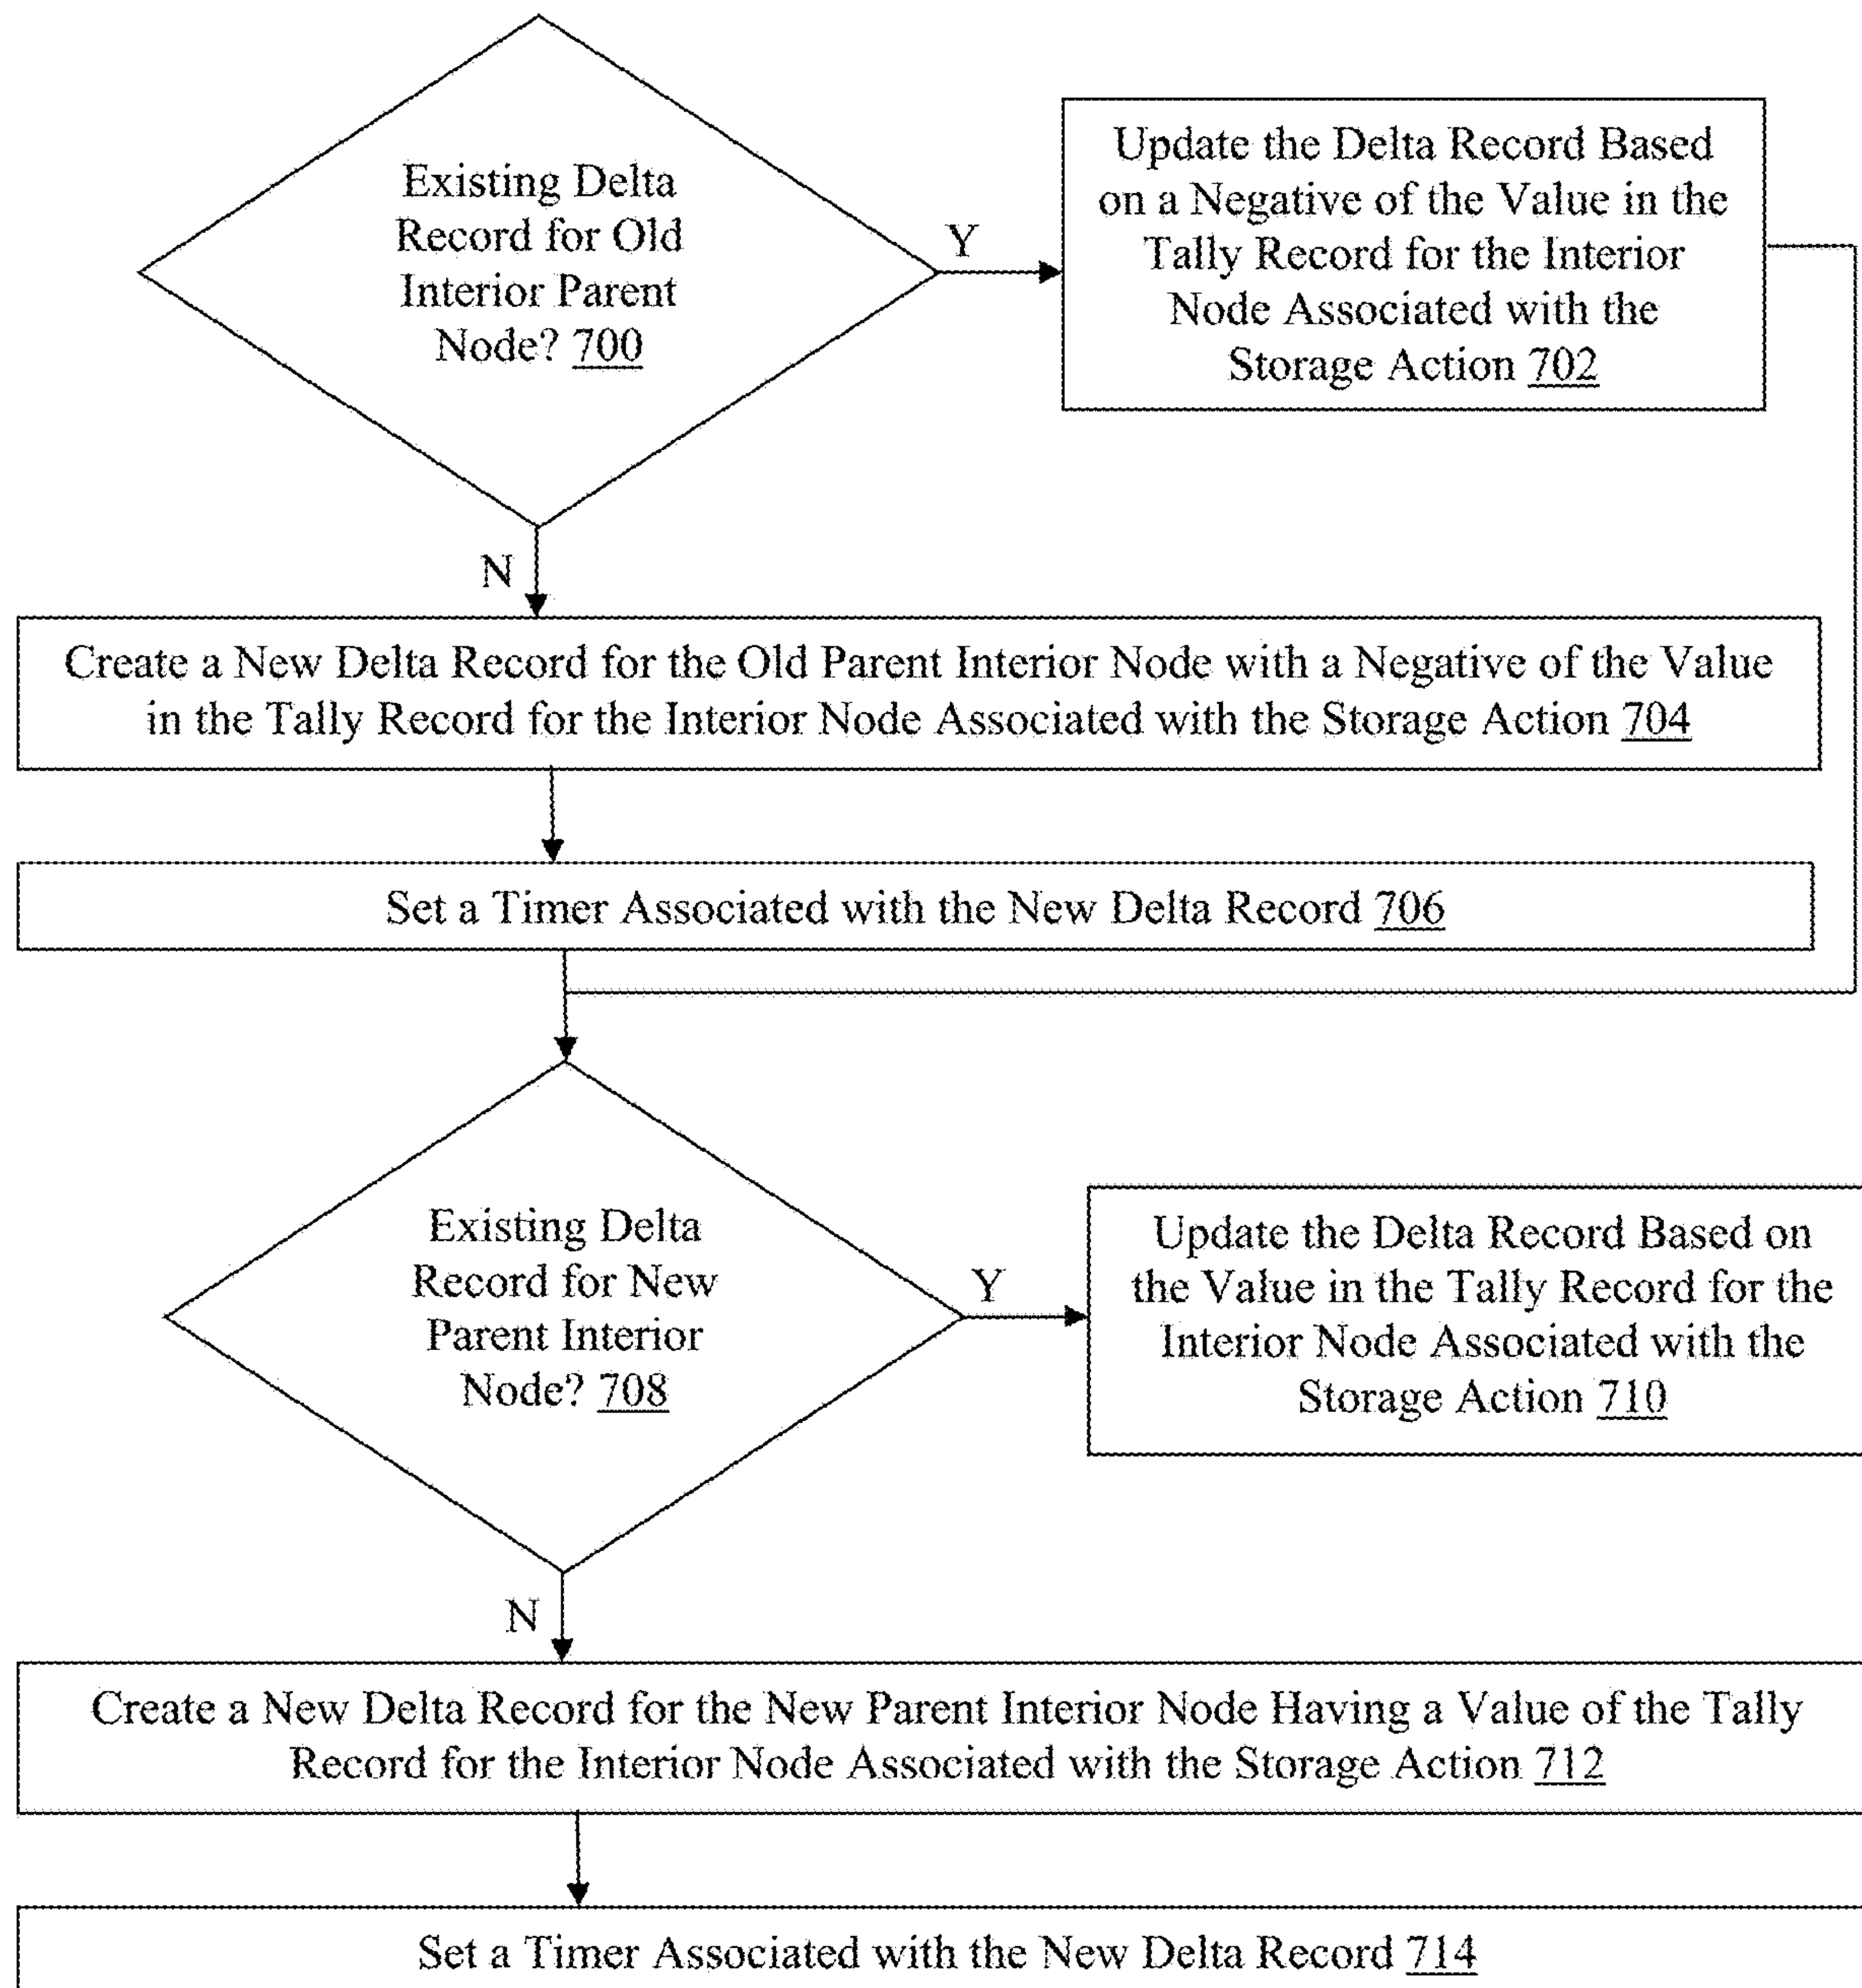 Existing Delta
Record for Old
Interior Parent
Node? 700
Y
Update the Delta Record Based
on a Negative of the Value in the
Tally Record for the Interior
Node Associated with the
Storage Action 702
N
Create a New Delta Record for the Old Parent Interior Node with a Negative of the Value
in the Tally Record for the Interior Node Associated with the Storage Action 704
Set a Timer Associated with the New Delta Record 706
Existing Delta
Record for New
Parent Interior
Node? 708
Y
Update the Delta Record Based on
the Value in the Tally Record for the
Interior Node Associated with the
Storage Action 710
N
Create a New Delta Record for the New Parent Interior Node Having a Value of the Tally
Record for the Interior Node Associated with the Storage Action 712
Set a Timer Associated with the New Delta Record 714